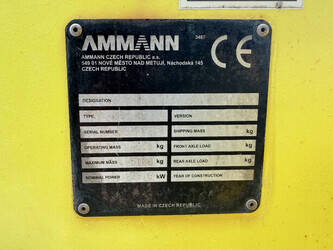 AMMANN
3487
AMMANN CZECH REPUBLIC a.s.
549 01 NOVÉ MĚSTO NAD METUJÍ, Náchodská 145
CZECH REPUBLIC
CE
DESIGNATION
TYPE VERSION
SERIAL NUMBER SHIPPING MASS kg
OPERATING MASS kg FRONT AXLE LOAD kg
MAXIMUM MASS kg REAR AXLE LOAD kg
NOMINAL POWER kW YEAR OF CONSTRUCTION
MADE IN CZECH REPUBLIC